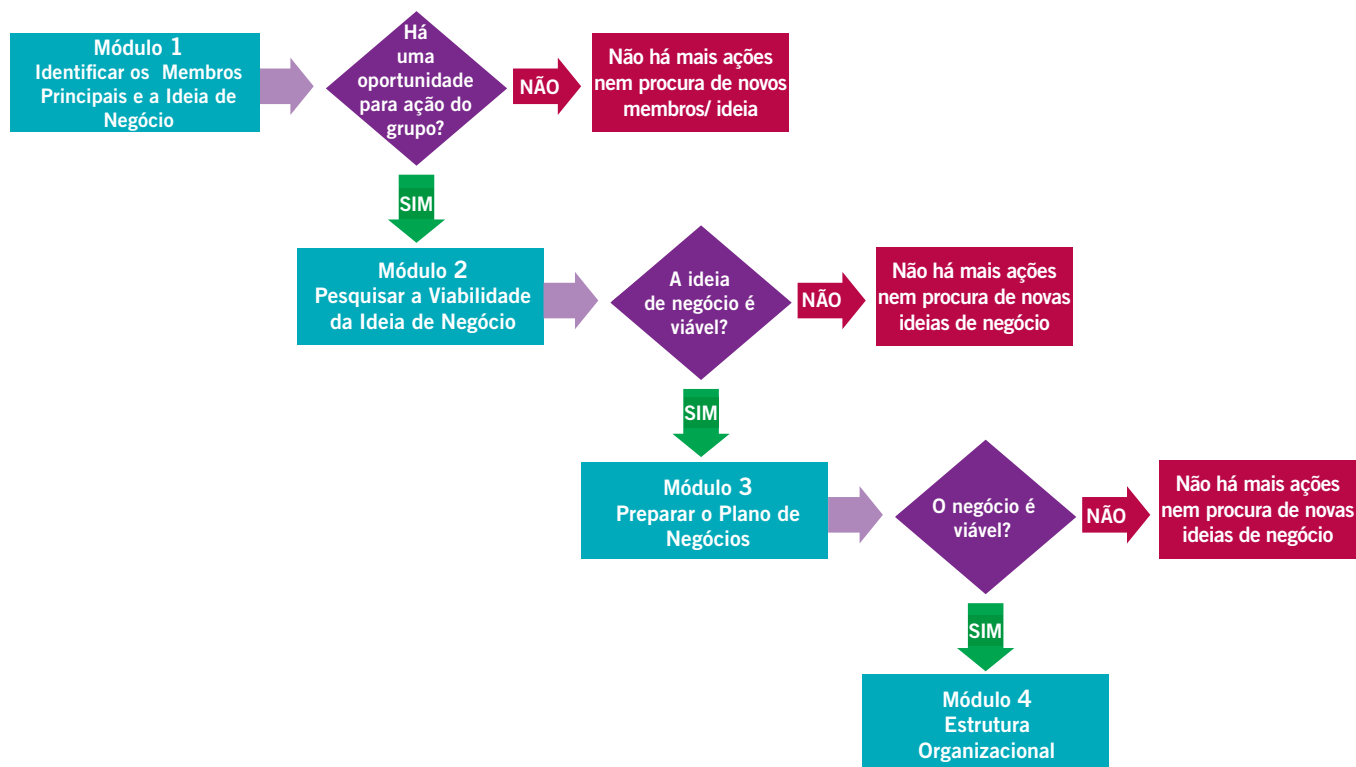 Módulo 1
Identificar os Membros
Principais e a Ideia de
Negócio
Há
uma
oportunidade
para ação do
grupo?
NÃO
Não há mais ações
nem procura de novos
membros/ ideia
SIM
Módulo 2
Pesquisar a Viabilidade
da Ideia de Negócio
A ideia
de negócio é
viável?
NÃO
Não há mais ações
nem procura de novas
ideias de negócio
SIM
Módulo 3
Preparar o Plano de
Negócios
O negócio é
viável?
NÃO
Não há mais ações
nem procura de novas
ideias de negócio
SIM
Módulo 4
Estrutura
Organizacional